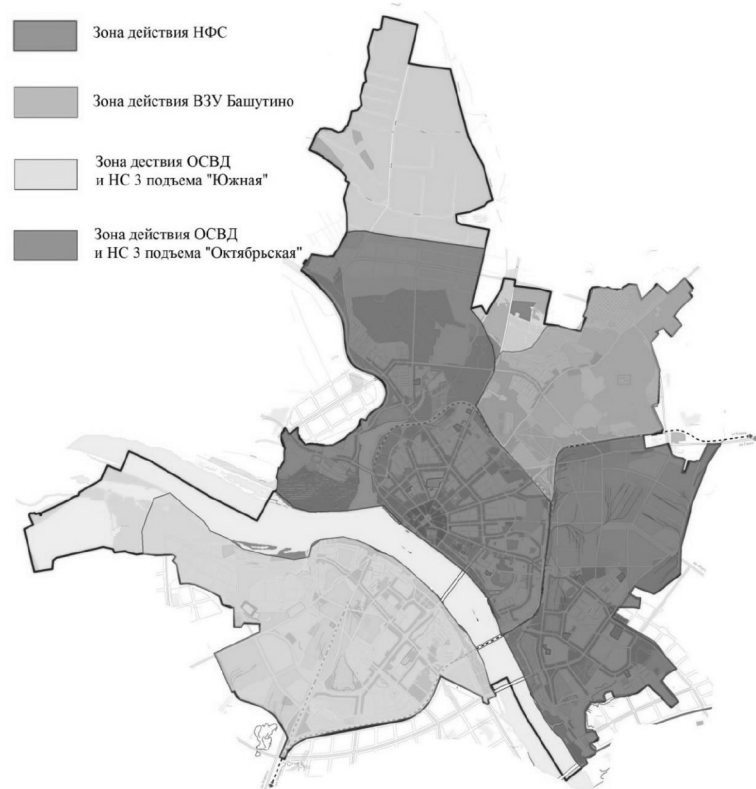 Зона действия НФС
Зона действия ВЗУ Башутино
Зона дествия ОСВД
и НС 3 подъема "Южная"
Зона действия ОСВД
и НС 3 подъема "Октябрьская"